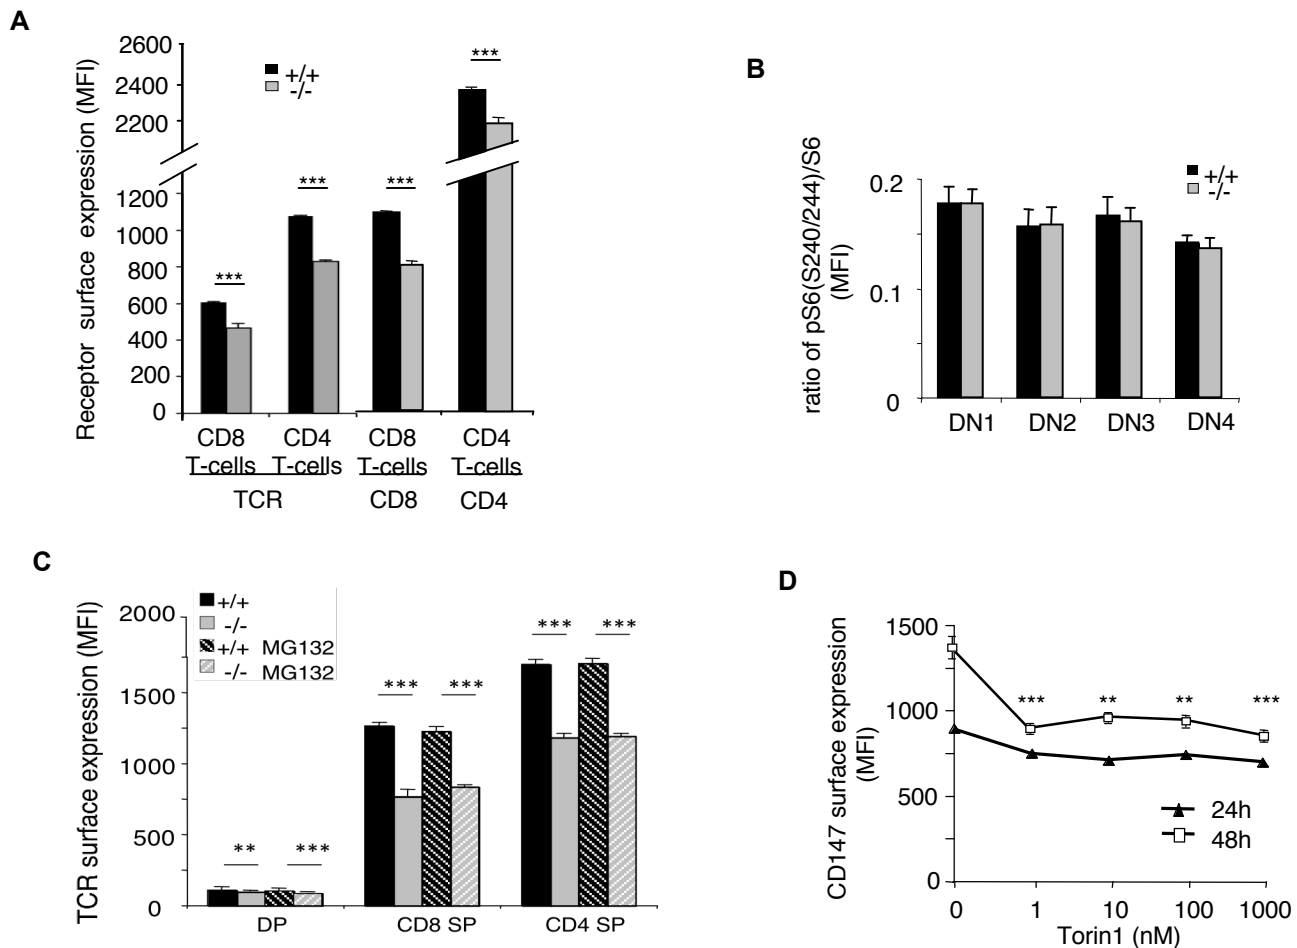 A
Receptor surface expression (MFI)
2600
2400
2200
1200
1000
800
600
400
200
0
+/+
-/-
***
***
***
***
CD8 CD4 CD8 CD4
T-cells T-cells T-cells T-cells
TCR CD8 CD4
B
ratio of pS6(S240/244)/S6
(MFI)
0.2
0.1
0
+/+
-/-
DN1 DN2 DN3 DN4
C
TCR surface expression (MFI)
2000
1500
1000
500
0
+/+
-/-
+/+ MG132
-/- MG132
** ***
*** ***
*** ***
DP CD8 SP CD4 SP
D
CD147 surface expression
(MFI)
1500
1000
500
0
*** ** ** ***
24h
48h
0 1 10 100 1000
Torin1 (nM)